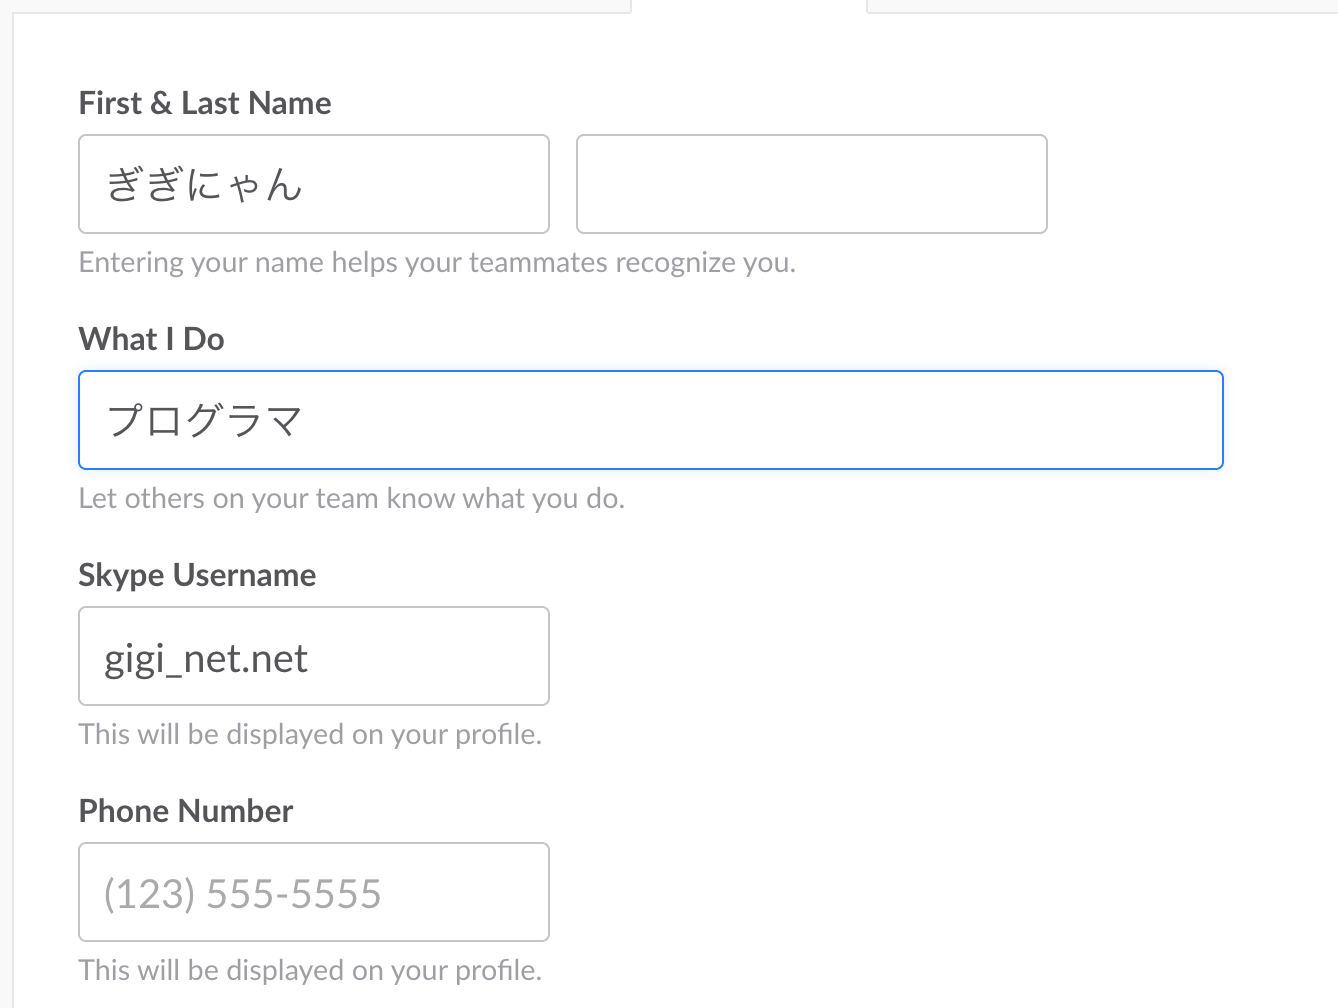 First & Last Name
ぎぎにゃん
Entering your name helps your teammates recognize you.
What I Do
プログラマ
Let others on your team know what you do.
Skype Username
gigi_net.net
This will be displayed on your profile.
Phone Number
(123) 555-5555
This will be displayed on your profile.